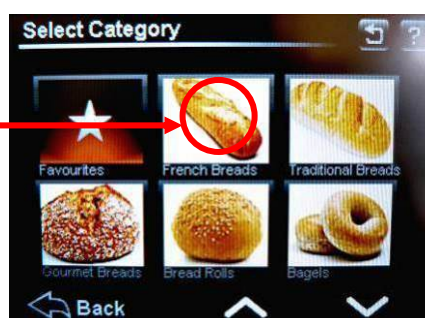 Select Category
?
Favourites French Breads Traditional Breads
Gourmet Breads Bread Rolls Bagels
Back